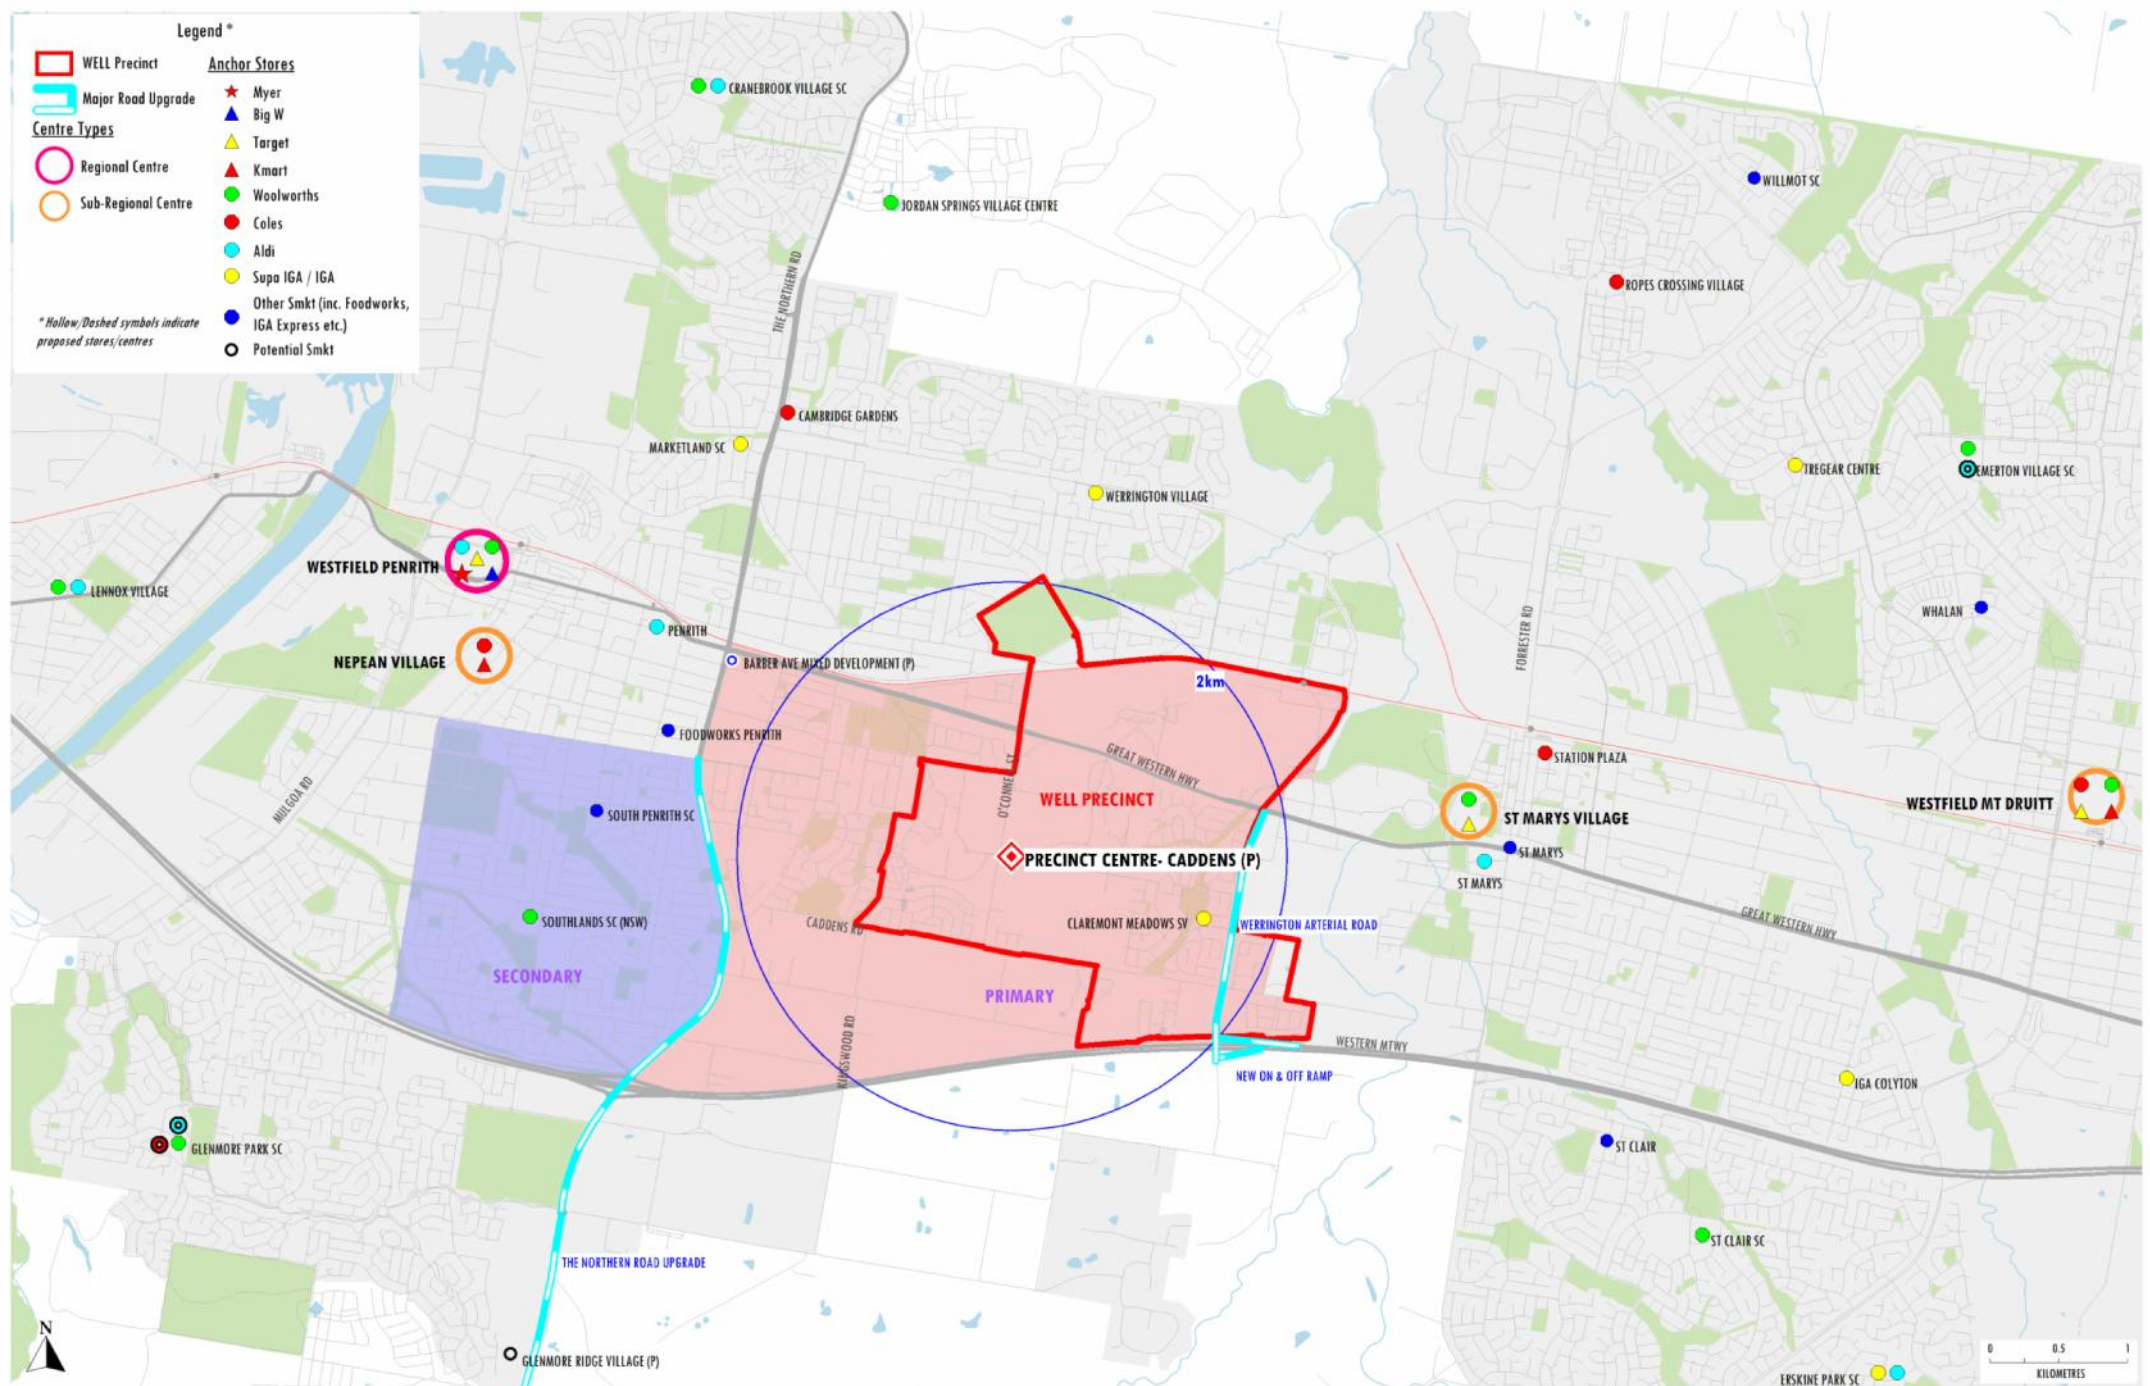 Legend *
WELL Precinct
Major Road Upgrade
Centre Types
Regional Centre
Sub-Regional Centre
* Hollow/Dashed symbols indicate
proposed stores/centres
Anchor Stores
Myer
Big W
Target
Kmart
Woolworths
Coles
Aldi
Supa IGA / IGA
Other Smkt (inc. Foodworks,
IGA Express etc.)
Potential Smkt
CRANEBROOK VILLAGE SC
JORDAN SPRINGS VILLAGE CENTRE
WILLMOT SC
ROPES CROSSING VILLAGE
THE NORTHERN RD
CAMBRIDGE GARDENS
MARKETLAND SC
WERRINGTON VILLAGE
TREGEAR CENTRE
EMERTON VILLAGE SC
WESTFIELD PENRITH
LENNOX VILLAGE
WHALAN
FORRESTER RD
PENRITH
NEPEAN VILLAGE
BARBER AVE MIXED DEVELOPMENT (P)
2km
FOODWORKS PENRITH
GREAT WESTERN HWY
STATION PLAZA
O'CONNELL ST
MULGOA RD
WELL PRECINCT
WESTFIELD MT DRUITT
SOUTH PENRITH SC
ST MARYS VILLAGE
ST MARYS
PRECINCT CENTRE- CADDENS (P)
ST MARYS
SOUTHLANDS SC (NSW)
CADDENS RD
CLAREMONT MEADOWS SV
WERRINGTON ARTERIAL ROAD
GREAT WESTERN HWY
SECONDARY
PRIMARY
KINGSWOOD RD
WESTERN MTWY
NEW ON & OFF RAMP
IGA COLYTON
GLENMORE PARK SC
ST CLAIR
ST CLAIR SC
THE NORTHERN ROAD UPGRADE
N
GLENMORE RIDGE VILLAGE (P)
0 0.5 1
KILOMETRES
ERSKINE PARK SC